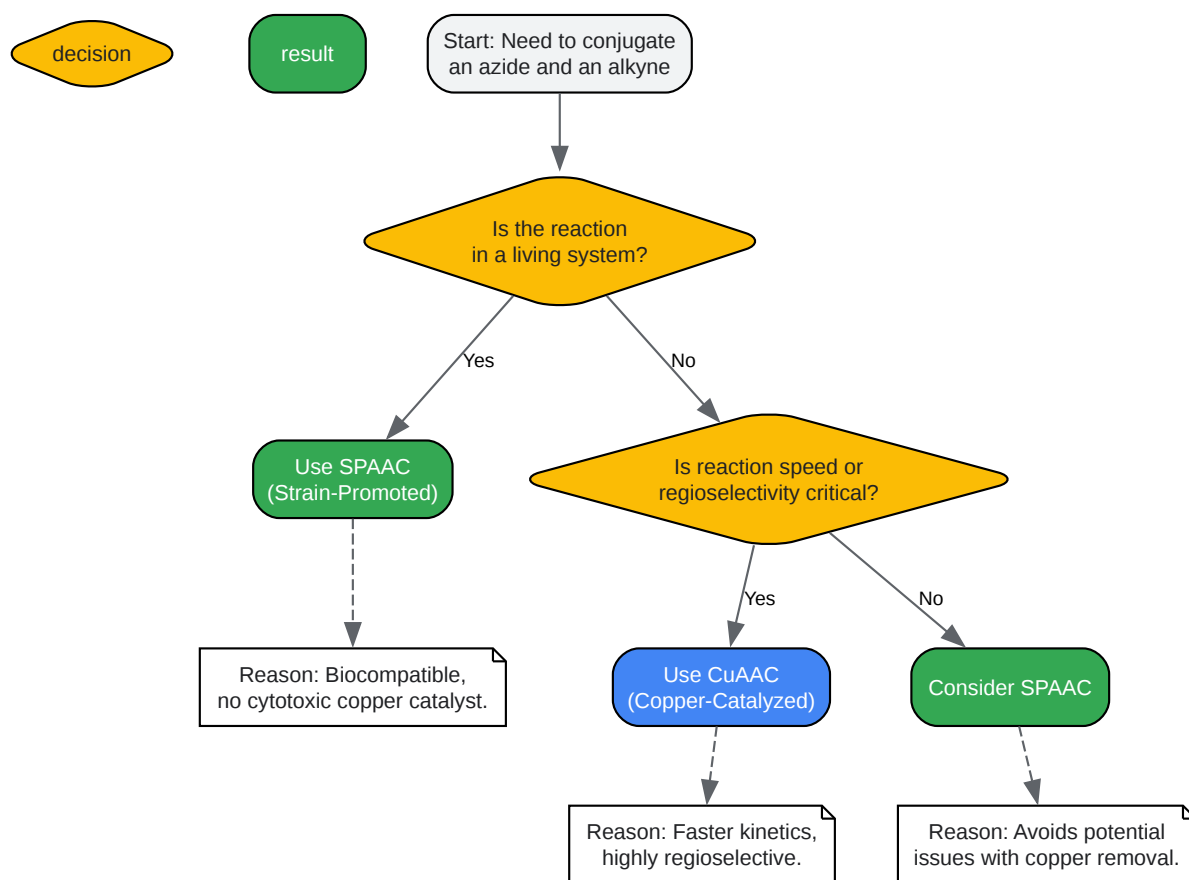 decision
result
Start: Need to conjugate
an azide and an alkyne
Is the reaction
in a living system?
Yes
No
Use SPAAC
(Strain-Promoted)
Is reaction speed or
regioselectivity critical?
Yes
No
Reason: Biocompatible,
no cytotoxic copper catalyst.
Use CuAAC
(Copper-Catalyzed)
Consider SPAAC
Reason: Faster kinetics,
highly regioselective.
Reason: Avoids potential
issues with copper removal.